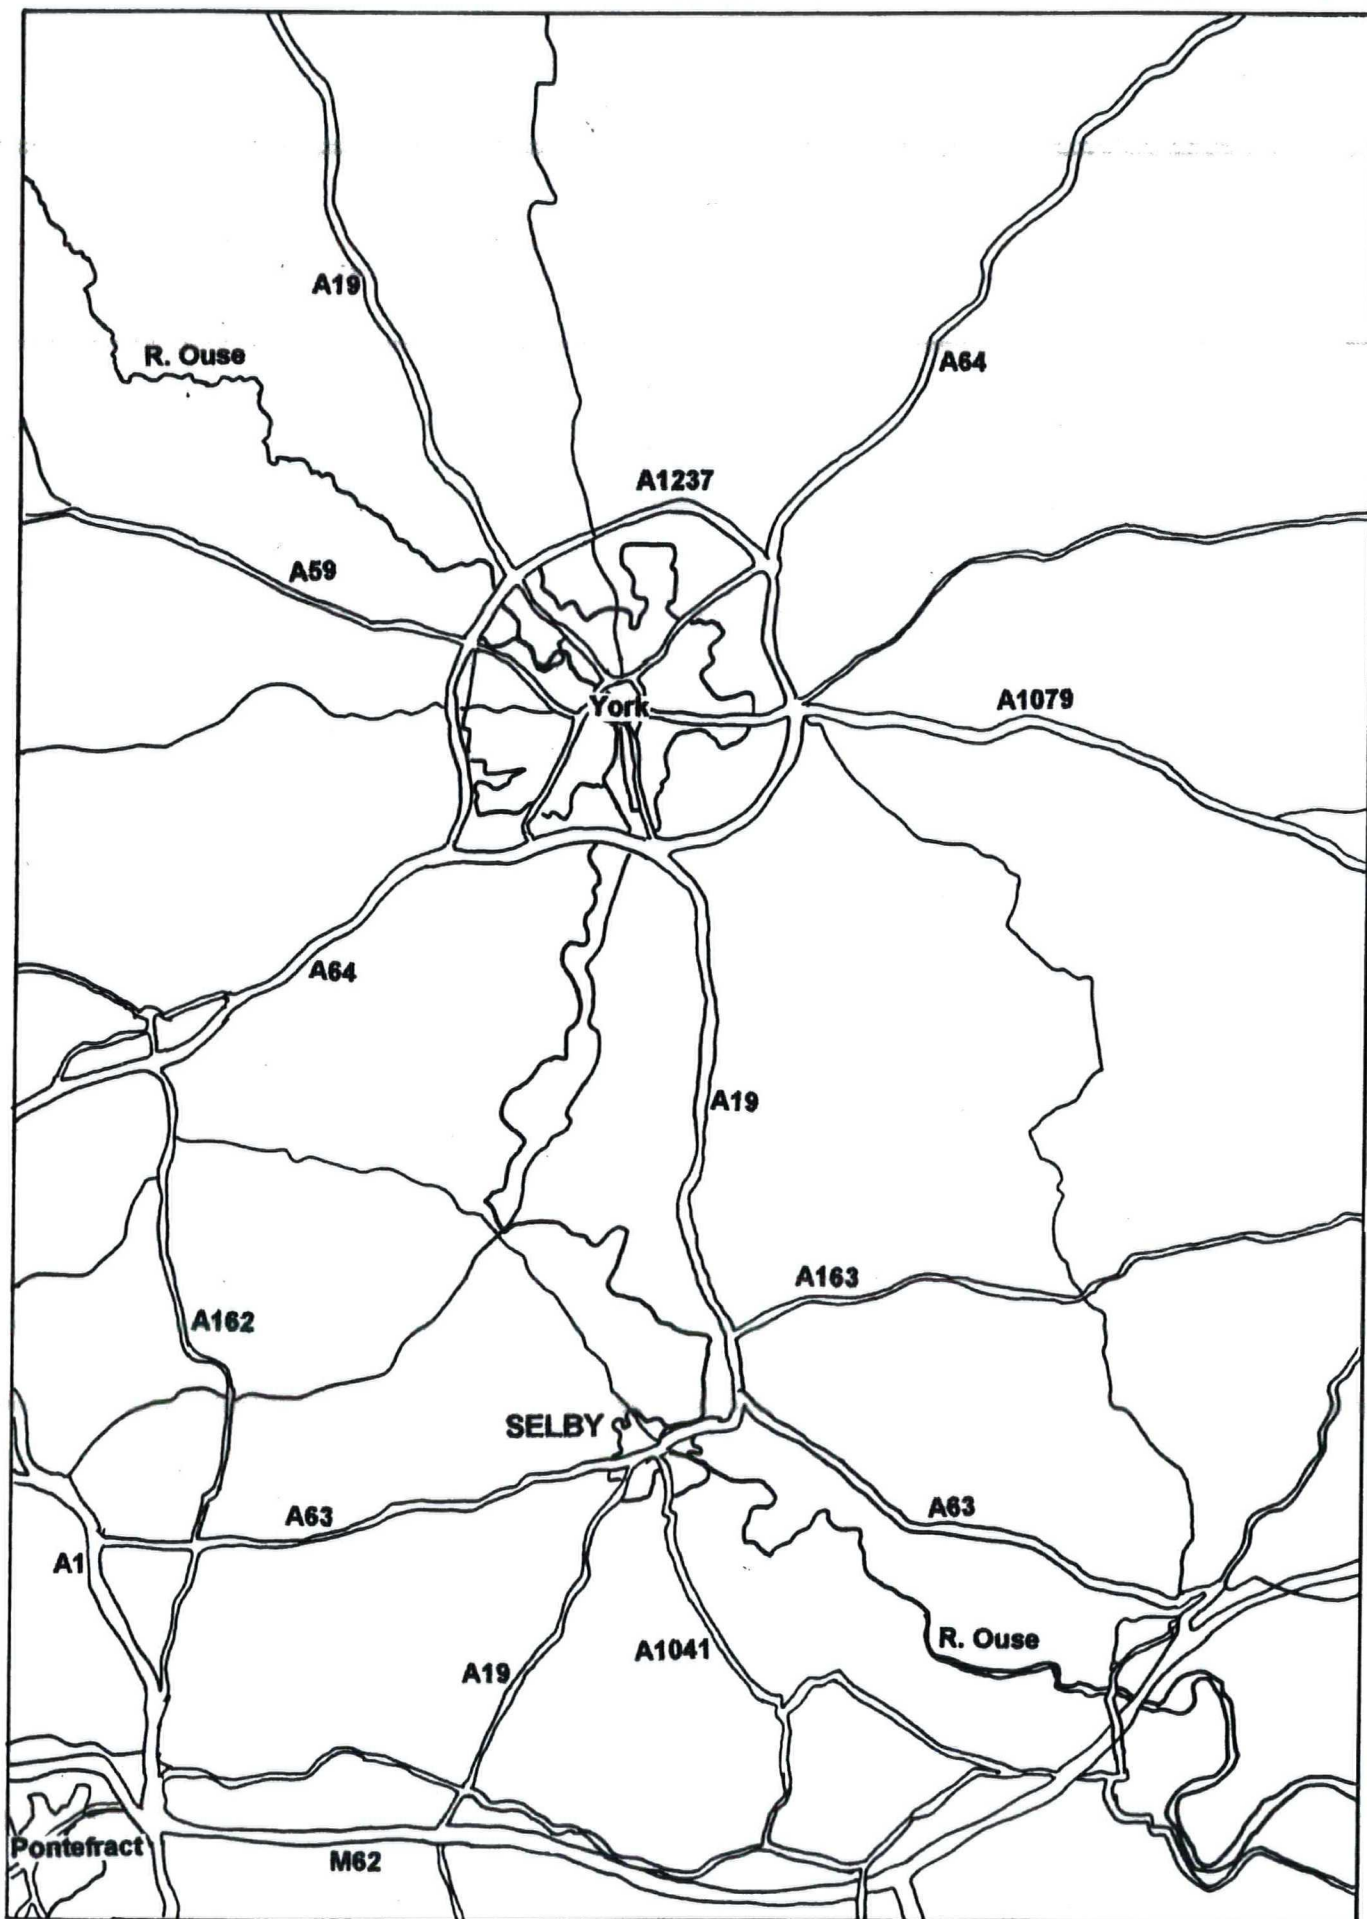 A19
R. Ouse
A64
A1237
A59
A1079
York
A64
A19
A163
A162
SELBY
A63
A63
A1
R. Ouse
A1041
A19
Pontefract
M62